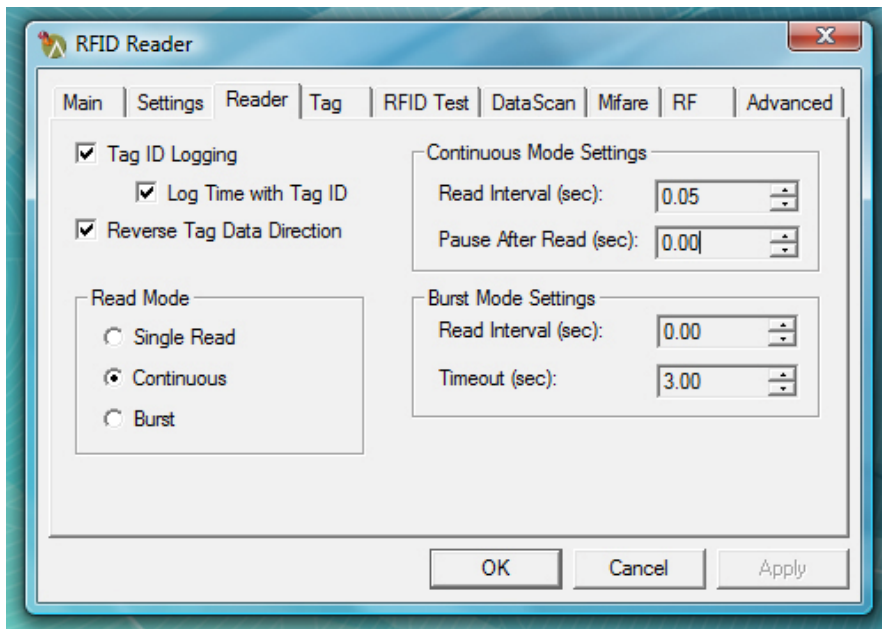 RFID Reader
Main Settings Reader Tag RFID Test DataScan Mifare RF Advanced
Tag ID Logging
Log Time with Tag ID
Reverse Tag Data Direction
Read Mode
Single Read
Continuous
Burst
Continuous Mode Settings
Read Interval (sec): 0.05
Pause After Read (sec): 0.00
Burst Mode Settings
Read Interval (sec): 0.00
Timeout (sec): 3.00
OK Cancel Apply